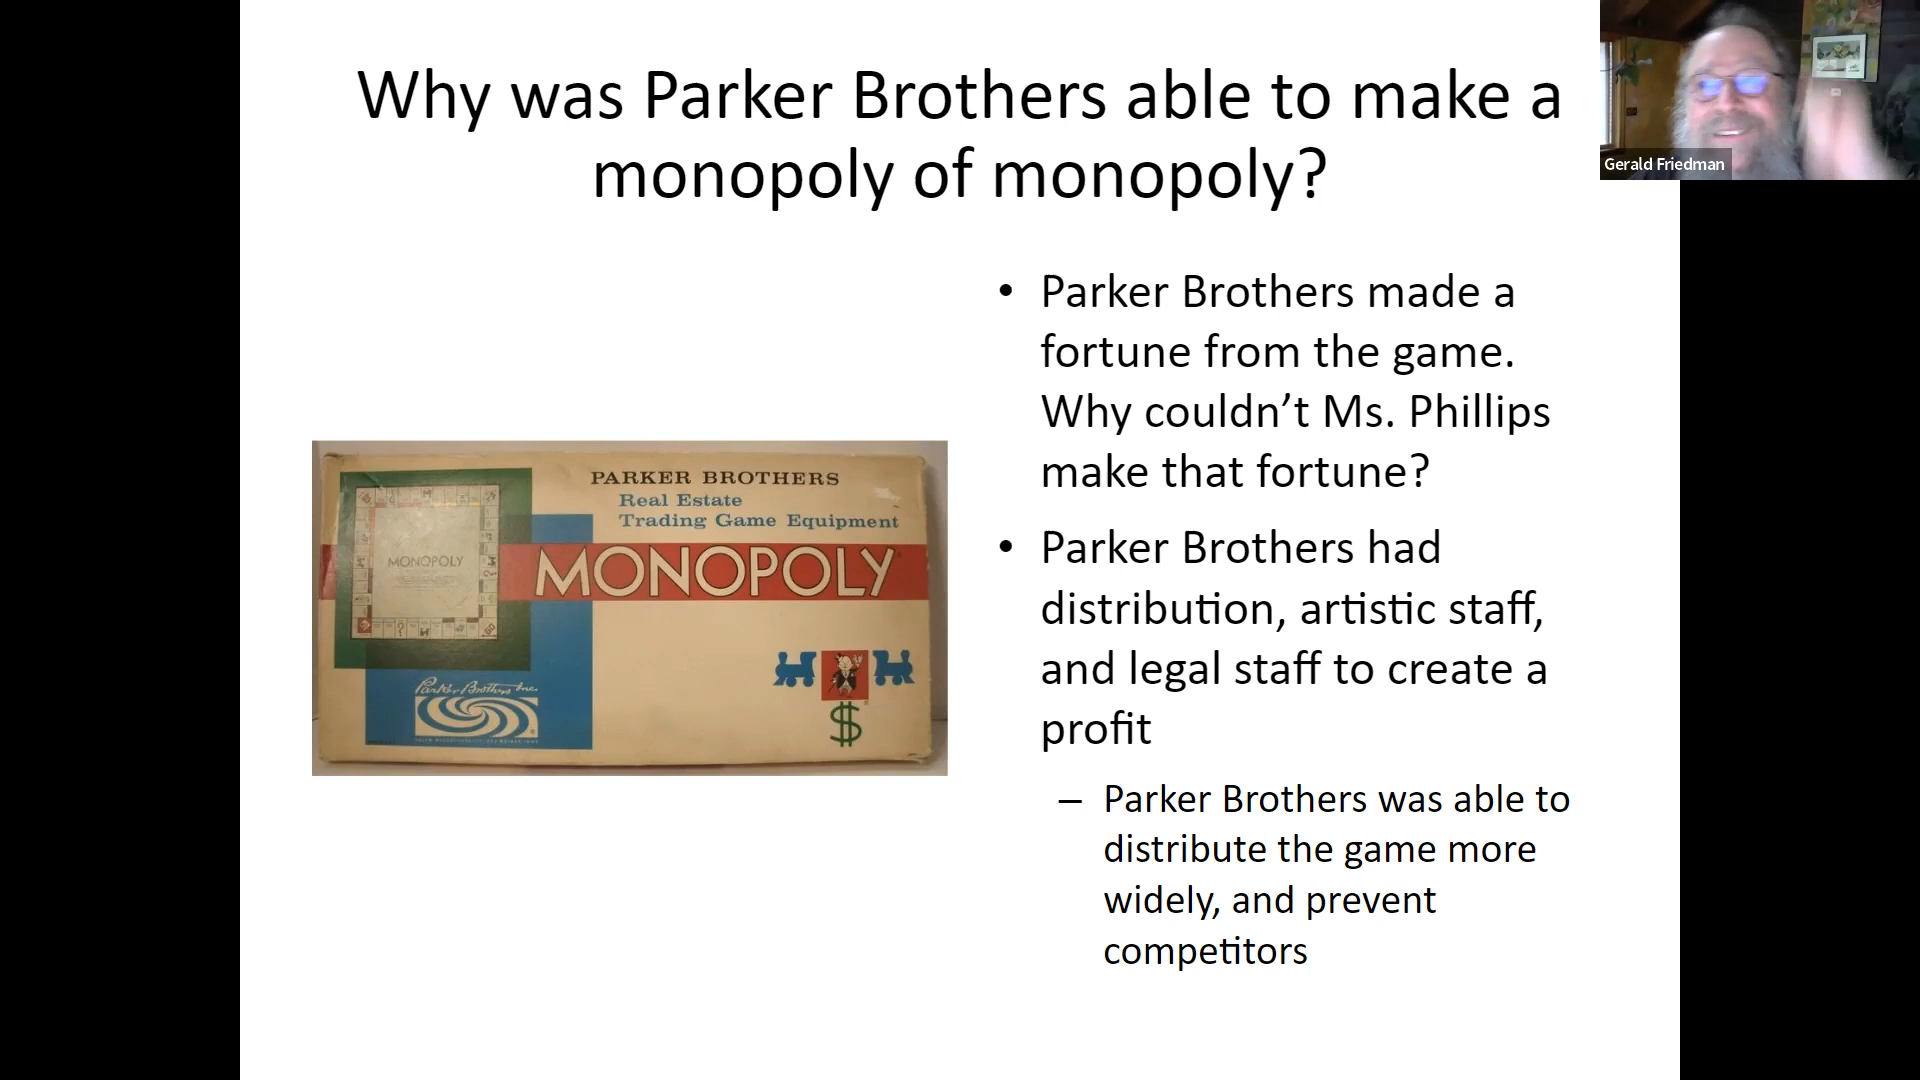 Why was Parker Brothers able to make a
monopoly of monopoly?
Gerald Friedman
• Parker Brothers made a
fortune from the game.
Why couldn’t Ms. Phillips
make that fortune?
• Parker Brothers had
distribution, artistic staff,
and legal staff to create a
profit
– Parker Brothers was able to
distribute the game more
widely, and prevent
competitors
PARKER BROTHERS
Real Estate
Trading Game Equipment
MONOPOLY
MONOPOLY
Parker Brothers Inc.
$